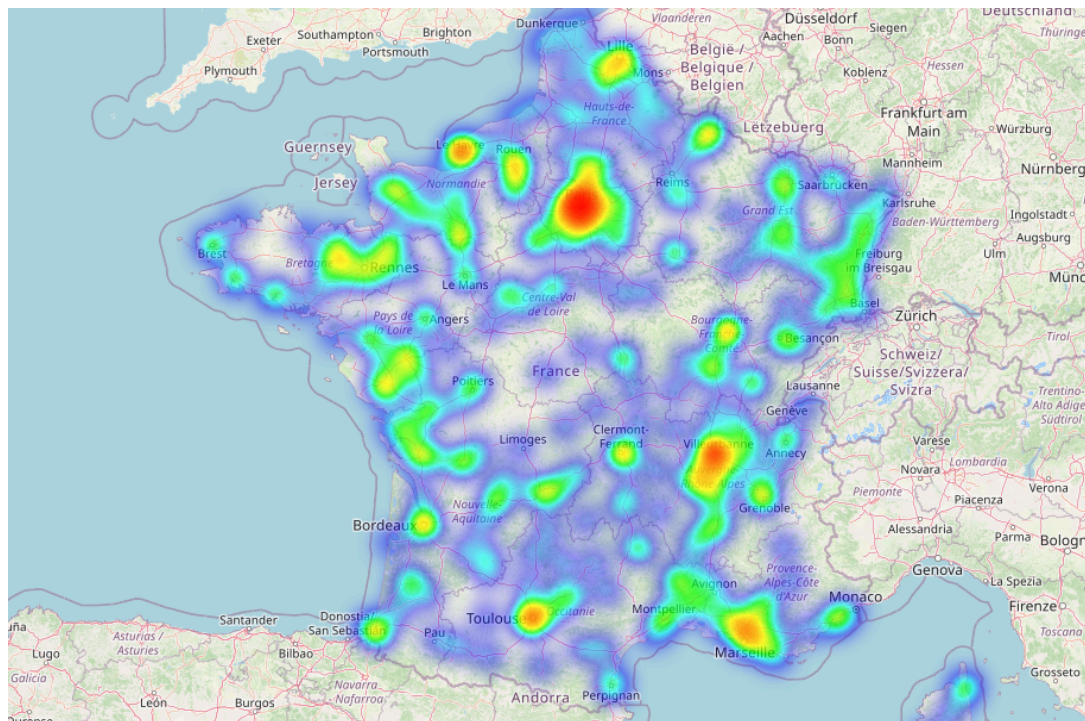 Deutschland
Vlaanderen
Düsseldorf
Dunkerque
Exeter
Southampton
Brighton
Portsmouth
Lille
België /
Belgique /
Belgien
Aachen
Bonn
Siegen
Thüringen
Plymouth
Mons
Koblenz
Hessen
Hauts-de-
France
Frankfurt am
Main
Würzburg
Lëtzebuerg
Guernsey
Le Havre
Rouen
Mannheim
Nürnberg
Jersey
Normandie
Reims
Saarbrücken
Karlsruhe
Grand Est
Baden-Württemberg
Ingolstadt
Augsburg
Brest
Bretagne
Rennes
Freiburg
im Breisgau
Ulm
Le Mans
Centre-Val
de Loire
Basel
Pays de
la Loire
Angers
Bourgogne-
Franche
Comté
Besançon
Zürich
Schweiz/
Suisse/Svizzera/
Svizra
Tirol
France
Poitiers
Lausanne
Trentino-
Alto Adige
Südtirol
Genève
Limoges
Clermont-
Ferrand
Villeurbanne
Annecy
Varese
Lombardia
Novara
Verona
Rhône-Alpes
Grenoble
Piemonte
Piacenza
Nouvelle-
Aquitaine
Bordeaux
Alessandria
Parma
Genova
La Spezia
Provence-
Alpes-Côte
d'Azur
Avignon
Monaco
Firenze
Montpellier
Toulouse
Occitanie
Donostia/
San Sebastián
Santander
Asturias /
Asturies
Bilbao
Pau
Marseille
Toscana
Lugo
Galicia
León
Burgos
Navarra -
Nafarroa
Andorra
Perpignan
Grosseto